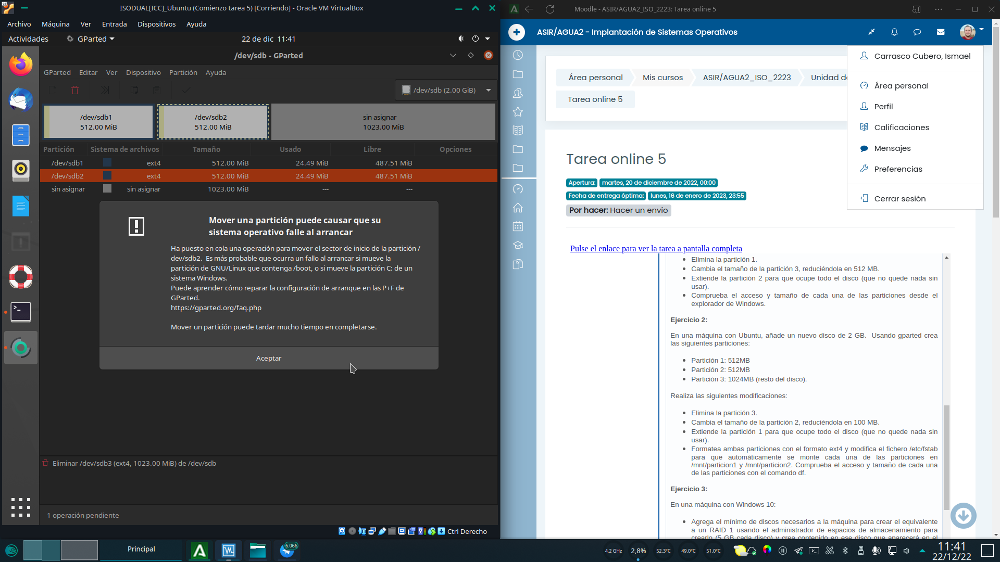 ISODUAL[ICC]_Ubuntu (Comienzo tarea 5) [Corriendo] - Oracle VM VirtualBox
Archivo Máquina Ver Entrada Dispositivos Ayuda
Actividades GParted 22 de dic 11:41
/dev/sdb - GParted
GParted Editar Ver Dispositivo Partición Ayuda
/dev/sdb (2.00 GiB)
/dev/sdb1
512.00 MiB
/dev/sdb2
512.00 MiB
sin asignar
1023.00 MiB
Partición Sistema de archivos Tamaño Usado Libre Opciones
/dev/sdb1 ext4 512.00 MiB 24.49 MiB 487.51 MiB
/dev/sdb2 ext4 512.00 MiB 24.49 MiB 487.51 MiB
sin asignar sin asignar 1023.00 MiB --- ---
Mover una partición puede causar que su
sistema operativo falle al arrancar
Ha puesto en cola una operación para mover el sector de inicio de la partición /
dev/sdb2. Es más probable que ocurra un fallo al arrancar si mueve la
partición de GNU/Linux que contenga /boot, o si mueve la partición C: de un
sistema Windows.
Puede aprender cómo reparar la configuración de arranque en las P+F de
GParted.
https://gparted.org/faq.php
Mover un partición puede tardar mucho tiempo en completarse.
Aceptar
Eliminar /dev/sdb3 (ext4, 1023.00 MiB) de /dev/sdb
1 operación pendiente
Ctrl Derecho
Moodle - ASIR/AGUA2_ISO_2223: Tarea online 5
ASIR/AGUA2 - Implantación de Sistemas Operativos
Área personal Mis cursos ASIR/AGUA2_ISO_2223 Unidad de
Tarea online 5
Carrasco Cubero, Ismael
Área personal
Perfil
Calificaciones
Mensajes
Preferencias
Cerrar sesión
Tarea online 5
Apertura: martes, 20 de diciembre de 2022, 00:00
Fecha de entrega óptima: lunes, 16 de enero de 2023, 23:55
Por hacer: Hacer un envío
Pulse el enlace para ver la tarea a pantalla completa
Elimina la partición 1.
Cambia el tamaño de la partición 3, reduciéndola en 512 MB.
Extiende la partición 2 para que ocupe todo el disco (que no quede nada sin
usar).
Comprueba el acceso y tamaño de cada una de las particiones desde el
explorador de Windows.
Ejercicio 2:
En una máquina con Ubuntu, añade un nuevo disco de 2 GB. Usando gparted crea
las siguientes particiones:
Partición 1: 512MB
Partición 2: 512MB
Partición 3: 1024MB (resto del disco).
Realiza las siguientes modificaciones:
Elimina la partición 3.
Cambia el tamaño de la partición 2, reduciéndola en 100 MB.
Extiende la partición 1 para que ocupe todo el disco (que no quede nada sin
usar).
Formatea ambas particiones con el formato ext4 y modifica el fichero /etc/fstab
para que automáticamente se monte cada una de las particiones en
/mnt/particion1 y /mnt/particion2. Comprueba el acceso y tamaño de cada una
de las particiones con el comando df.
Ejercicio 3:
En una máquina con Windows 10:
Agrega el mínimo de discos necesarios a la máquina para crear el equivalente
a un RAID 1 usando el administrador de espacios de almacenamiento para
crearlo (5 GB cada disco) y crea contenido en ese disco que aparecerá en el
Principal
6.066
4,2 GHz 2,8% 52,3°C 49,0°C 51,0°C
11:41
22/12/22